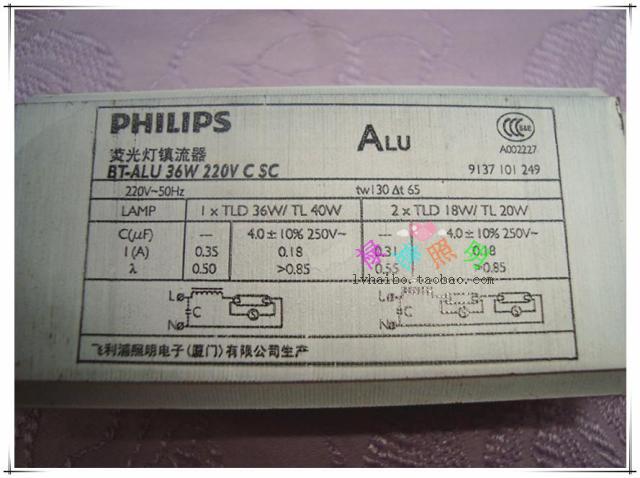 PHILIPS
ALU
CCC S&E
A002227
荧光灯镇流器
BT-ALU 36W 220V C SC
9137 101 249
220V~50Hz tw130 Δt 65
LAMP 1 x TLD 36W/ TL 40W 2 x TLD 18W/ TL 20W
C(µF) --- 4.0 ± 10% 250V~ --- 4.0 ± 10% 250V~
I (A) 0.35 0.18 0.31 0.18
λ 0.50 >0.85 0.55 >0.85
lvhaibo.taobao.com
L L
C C
S S S
N N
飞利浦照明电子(厦门)有限公司生产